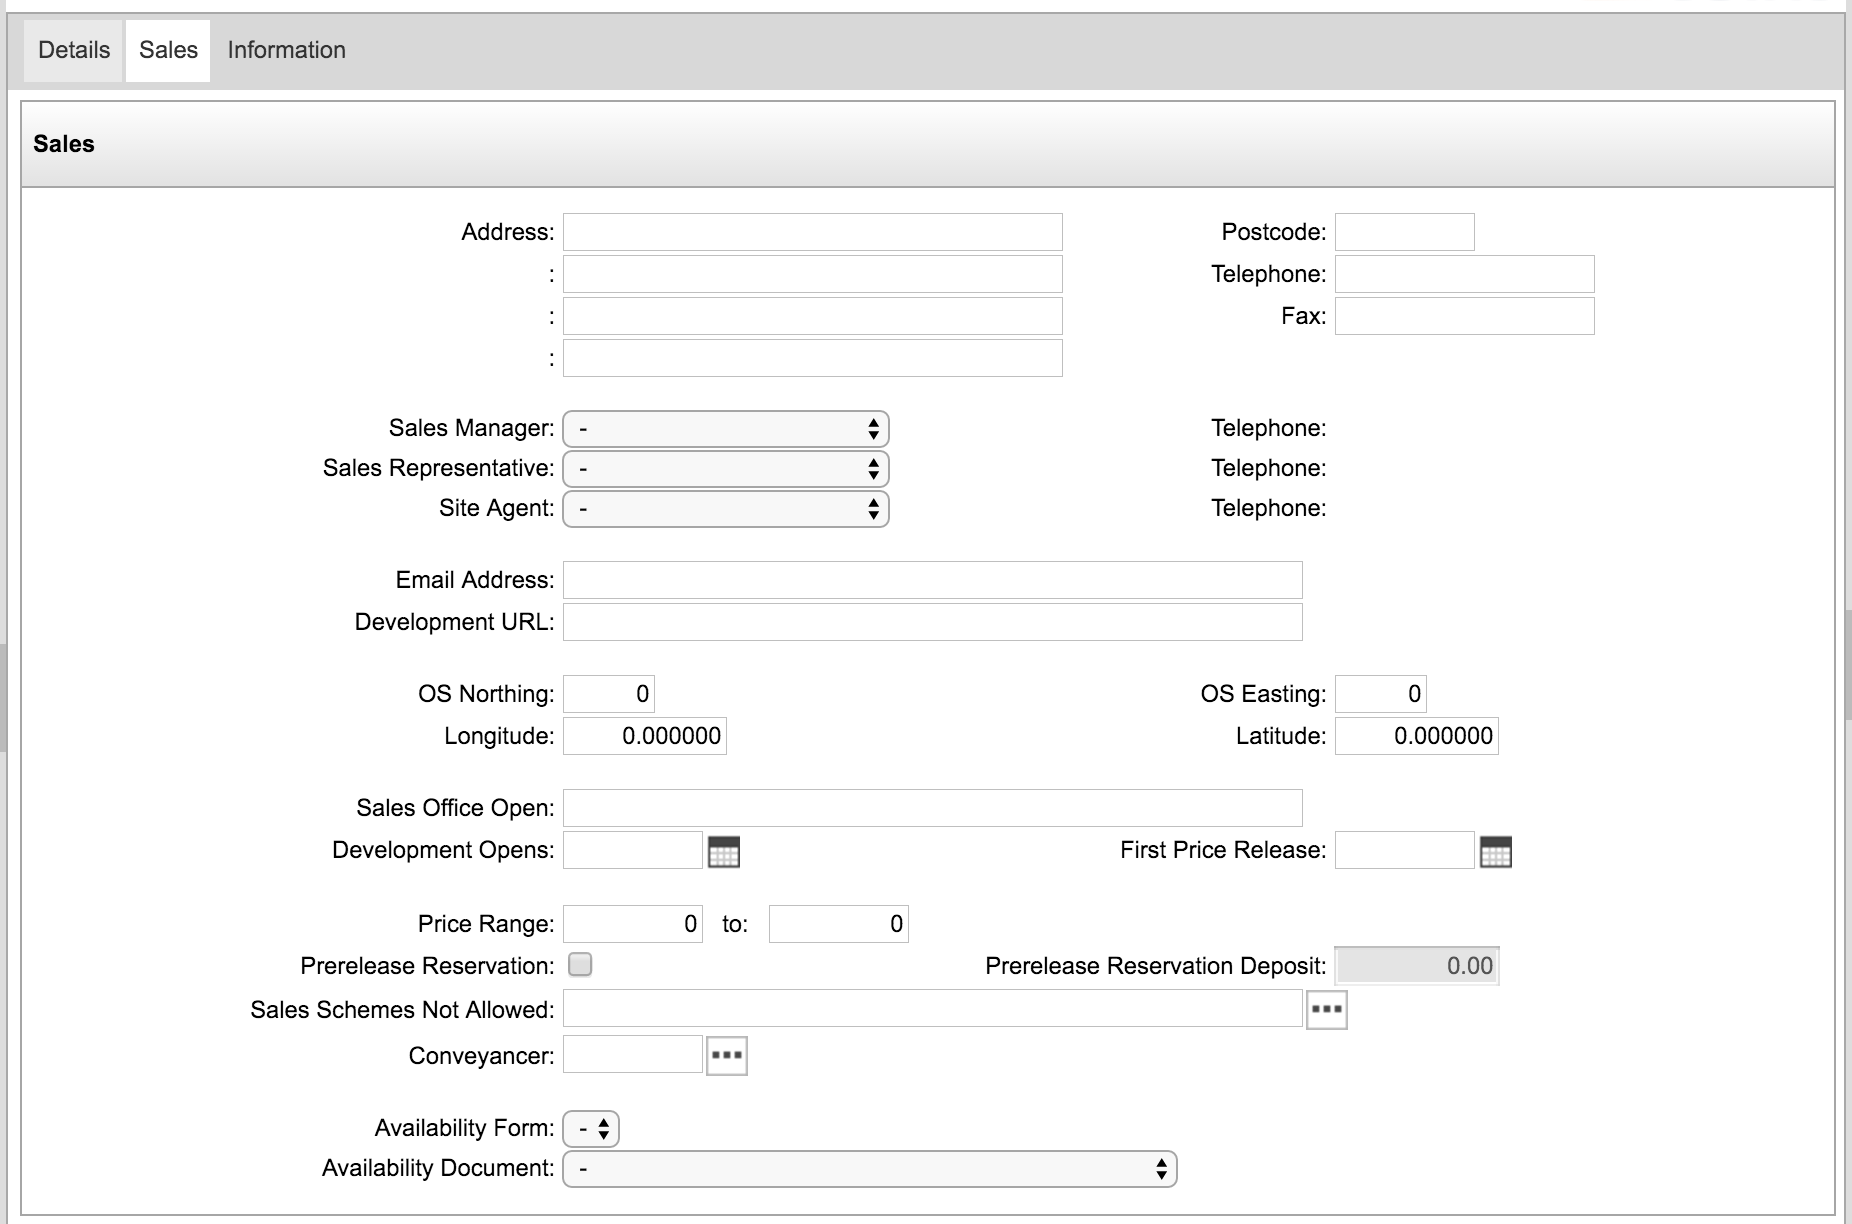 Details Sales Information
Sales
Address: Postcode:
: Telephone:
: Fax:
:
Sales Manager: - Telephone:
Sales Representative: - Telephone:
Site Agent: - Telephone:
Email Address:
Development URL:
OS Northing: 0 OS Easting: 0
Longitude: 0.000000 Latitude: 0.000000
Sales Office Open:
Development Opens: First Price Release:
Price Range: 0 to: 0
Prerelease Reservation: Prerelease Reservation Deposit: 0.00
Sales Schemes Not Allowed:
Conveyancer:
Availability Form: -
Availability Document: -